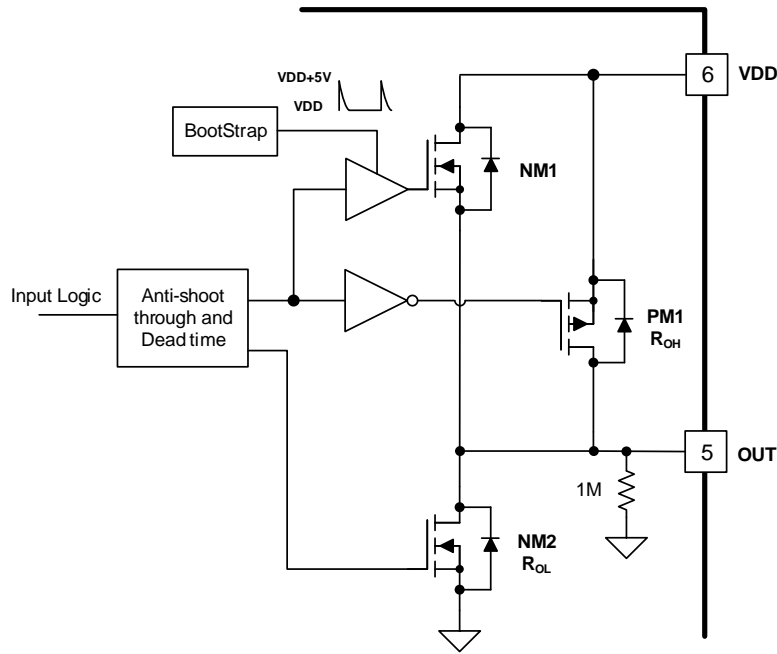 6
VDD
VDD+5V
VDD
BootStrap
NM1
Input Logic
Anti-shoot
through and
Dead time
PM1
ROH
5
OUT
1M
NM2
ROL